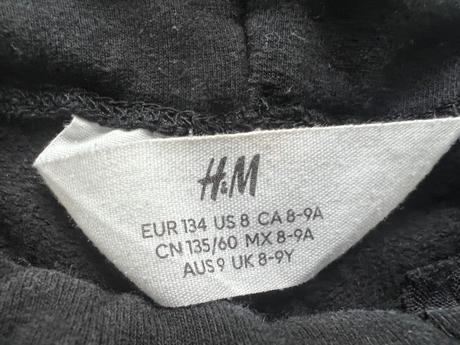 H&M
EUR 134 US 8 CA 8-9A
CN 135/60 MX 8-9A
AUS 9 UK 8-9Y